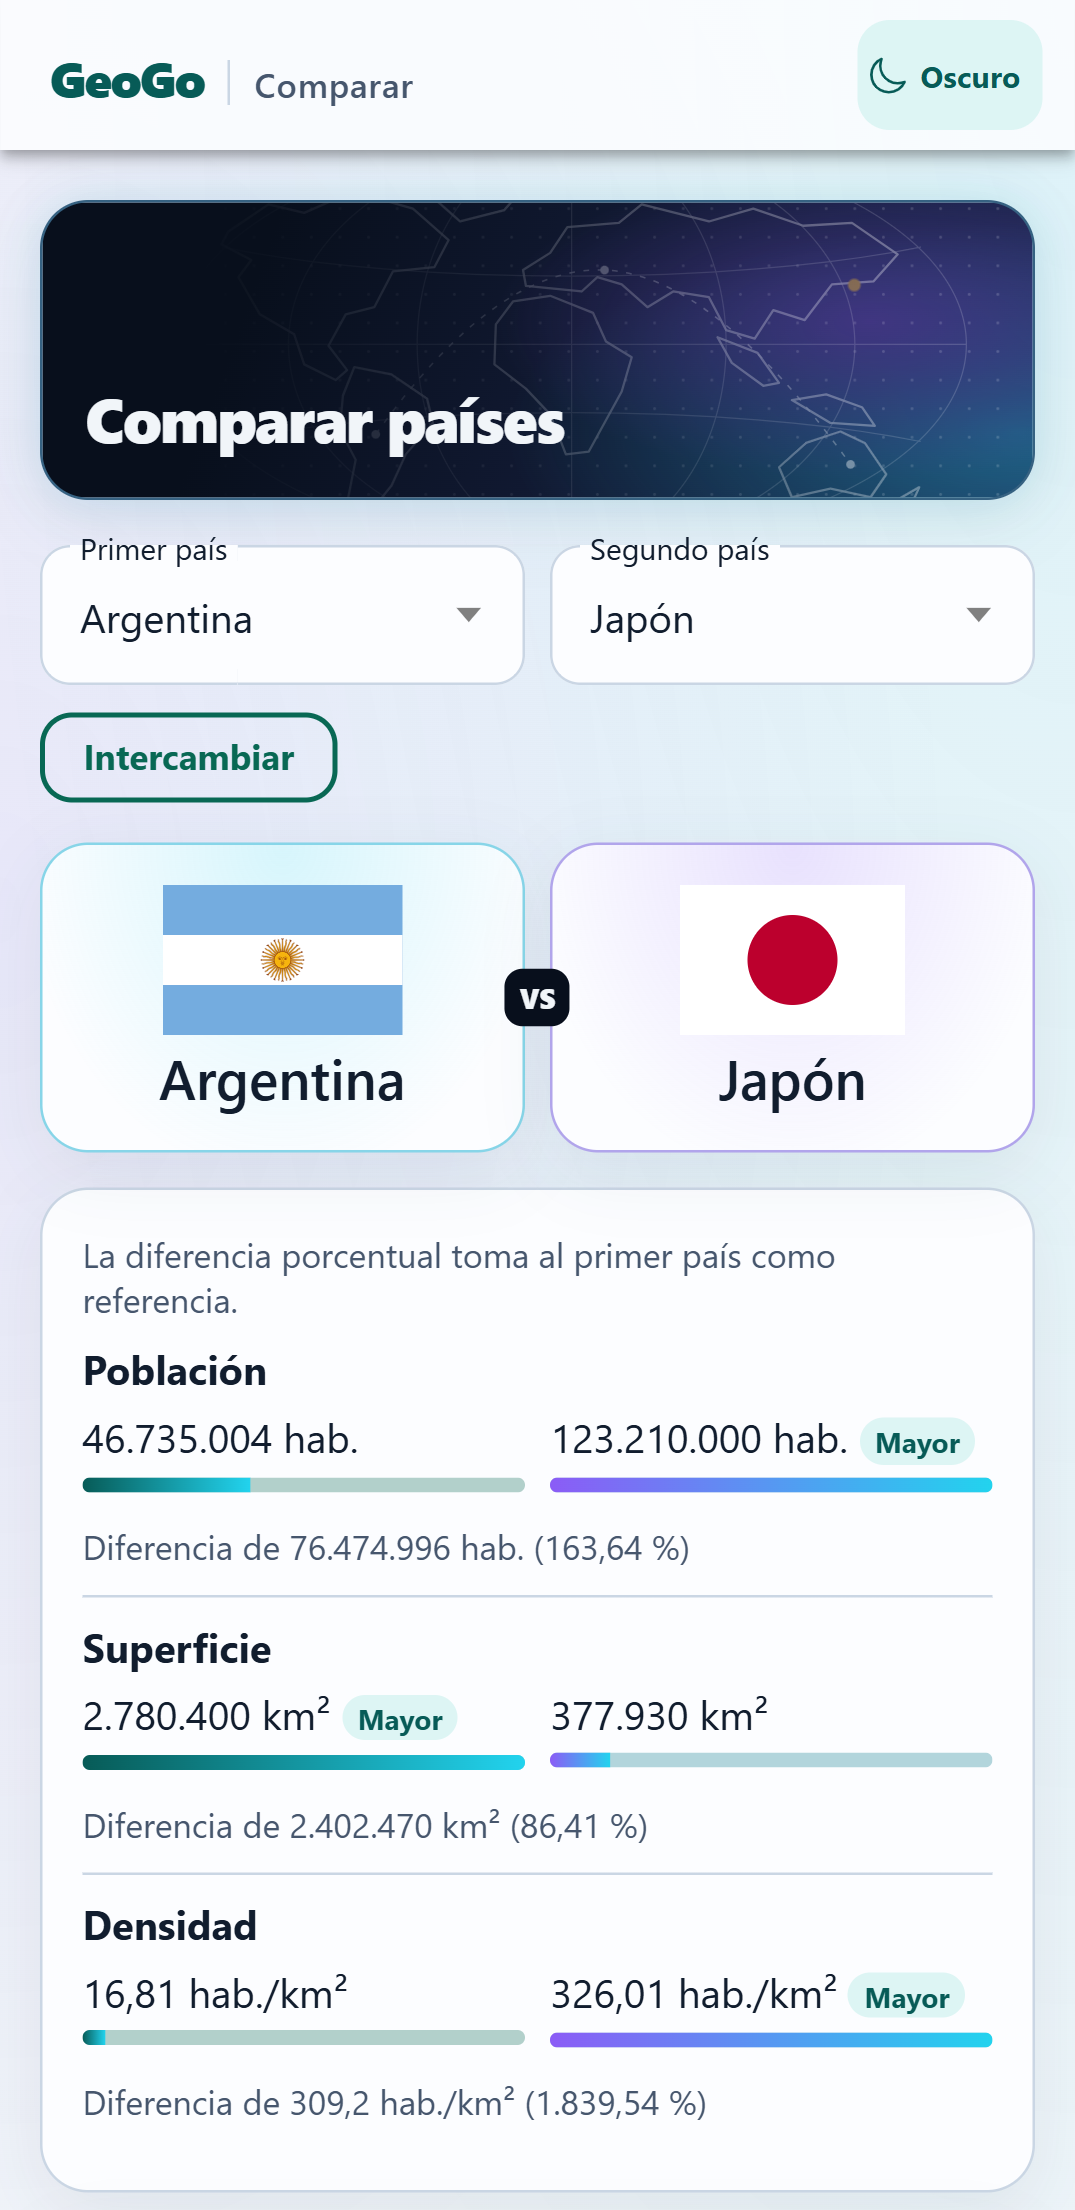 GeoGo
Comparar
Oscuro
Comparar países
Primer país
Argentina
Segundo país
Japón
Intercambiar
Argentina
VS
Japón
La diferencia porcentual toma al primer país como
referencia.
Población
46.735.004 hab.
123.210.000 hab. Mayor
Diferencia de 76.474.996 hab. (163,64 %)
Superficie
2.780.400 km² Mayor
377.930 km²
Diferencia de 2.402.470 km² (86,41 %)
Densidad
16,81 hab./km²
326,01 hab./km² Mayor
Diferencia de 309,2 hab./km² (1.839,54 %)